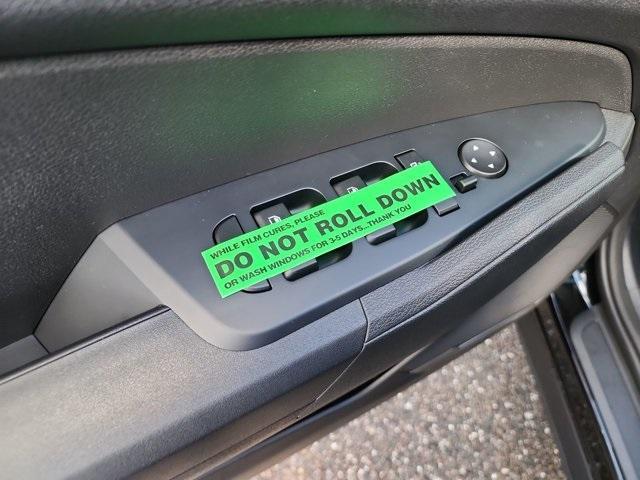 WHILE FILM CURES, PLEASE
DO NOT ROLL DOWN
OR WASH WINDOWS FOR 3-5 DAYS...THANK YOU